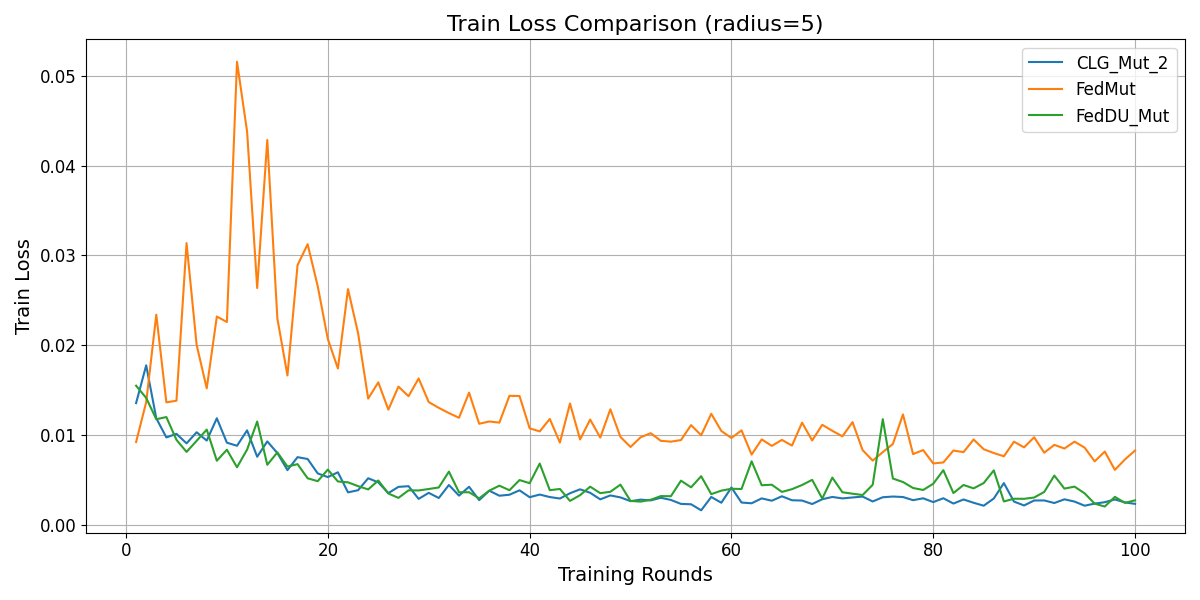 Train Loss Comparison (radius=5)
CLG_Mut_2
FedMut
FedDU_Mut
Train Loss
0.05
0.04
0.03
0.02
0.01
0.00
0
20
40
60
80
100
Training Rounds